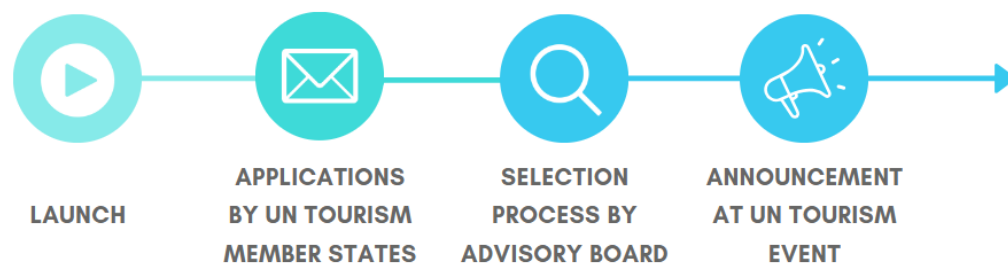 LAUNCH
APPLICATIONS
BY UN TOURISM
MEMBER STATES
SELECTION
PROCESS BY
ADVISORY BOARD
ANNOUNCEMENT
AT UN TOURISM
EVENT